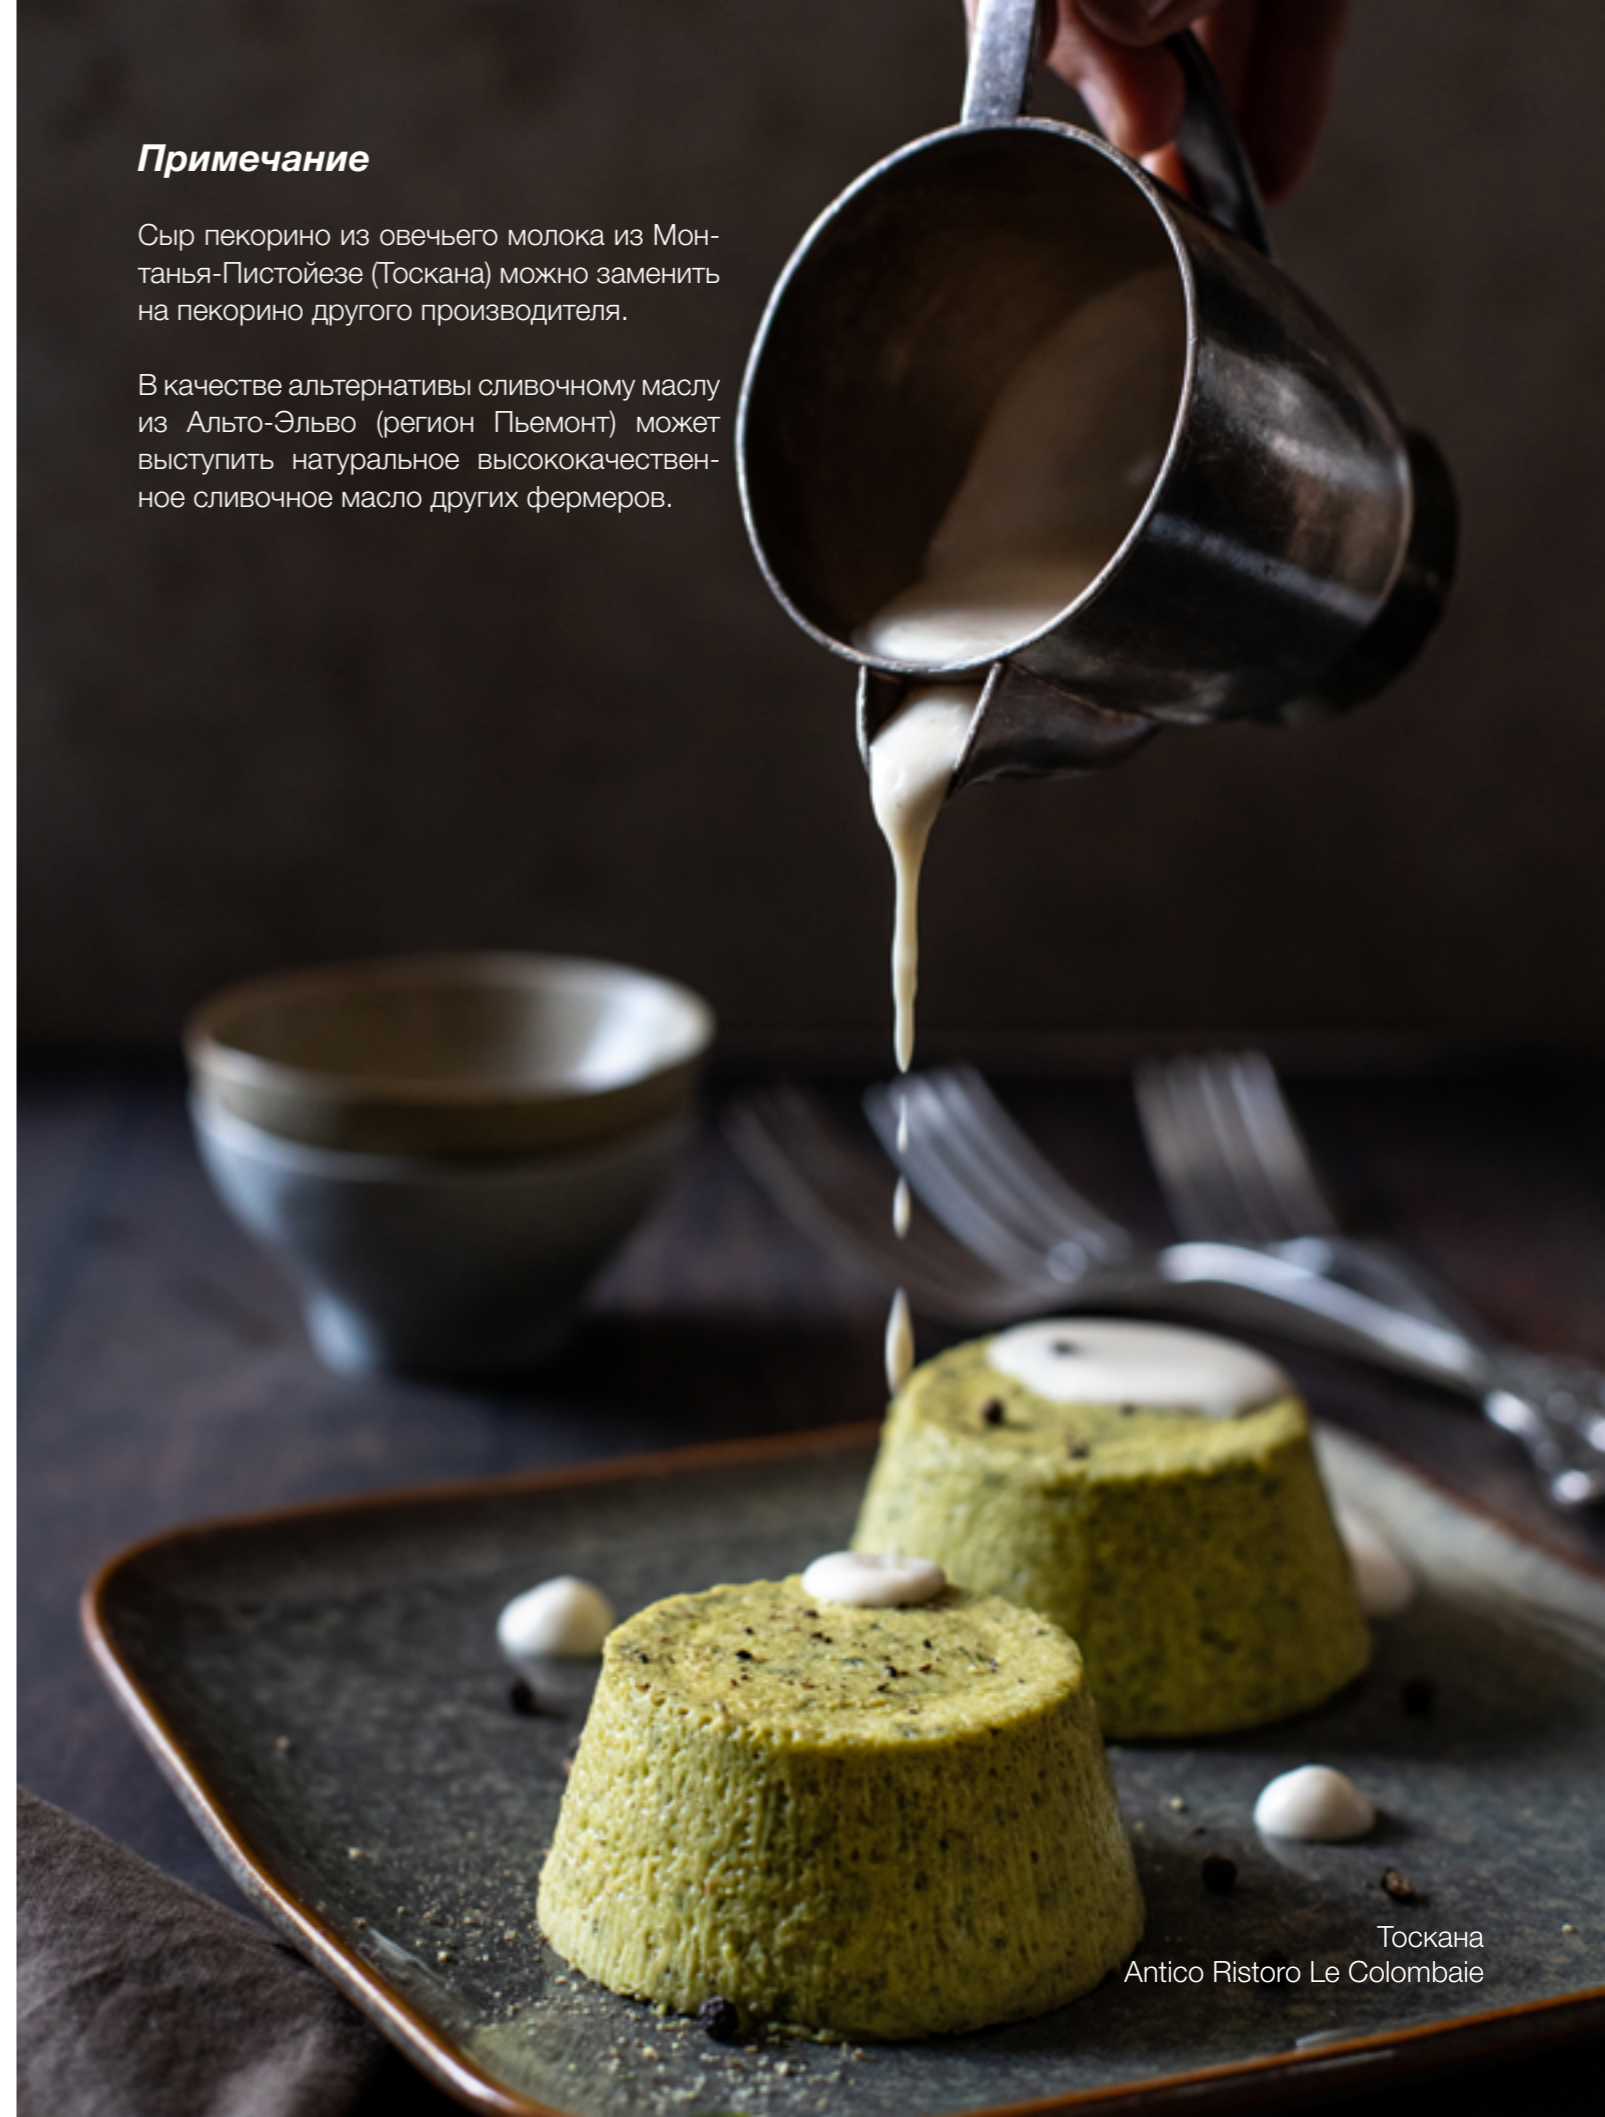 Примечание
Сыр пекорино из овечьего молока из Мон-
танья-Пистойезе (Тоскана) можно заменить
на пекорино другого производителя.
В качестве альтернативы сливочному маслу
из Альто-Эльво (регион Пьемонт) может
выступить натуральное высококачествен-
ное сливочное масло других фермеров.
Тоскана
Antico Ristoro Le Colombaie